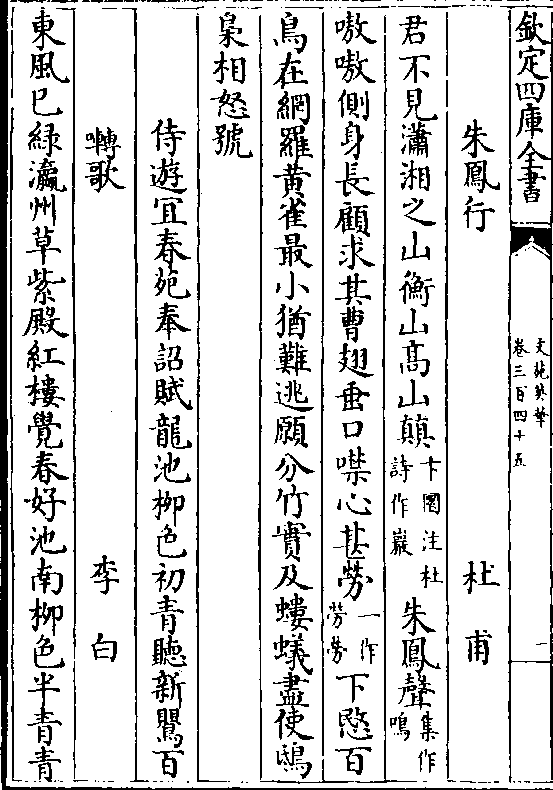 欽定四庫全書
文苑英華
卷三百四十五
二
朱鳳行 杜甫
君不見瀟湘之山衡山髙山顛卞圜注杜詩作巖朱鳳聲集作鳴
嗷嗷側身長顧求其曹翅垂口噤心甚勞一作勞勞下愍百
鳥在網羅黄雀最小猶難逃願分竹實及螻蟻盡使鴟
梟相怒號
侍遊宜春苑奉詔賦龍池柳色初青聽新鶯百
囀歌 李白
東風已緑瀛州草紫殿紅樓覺春好池南柳色半青青